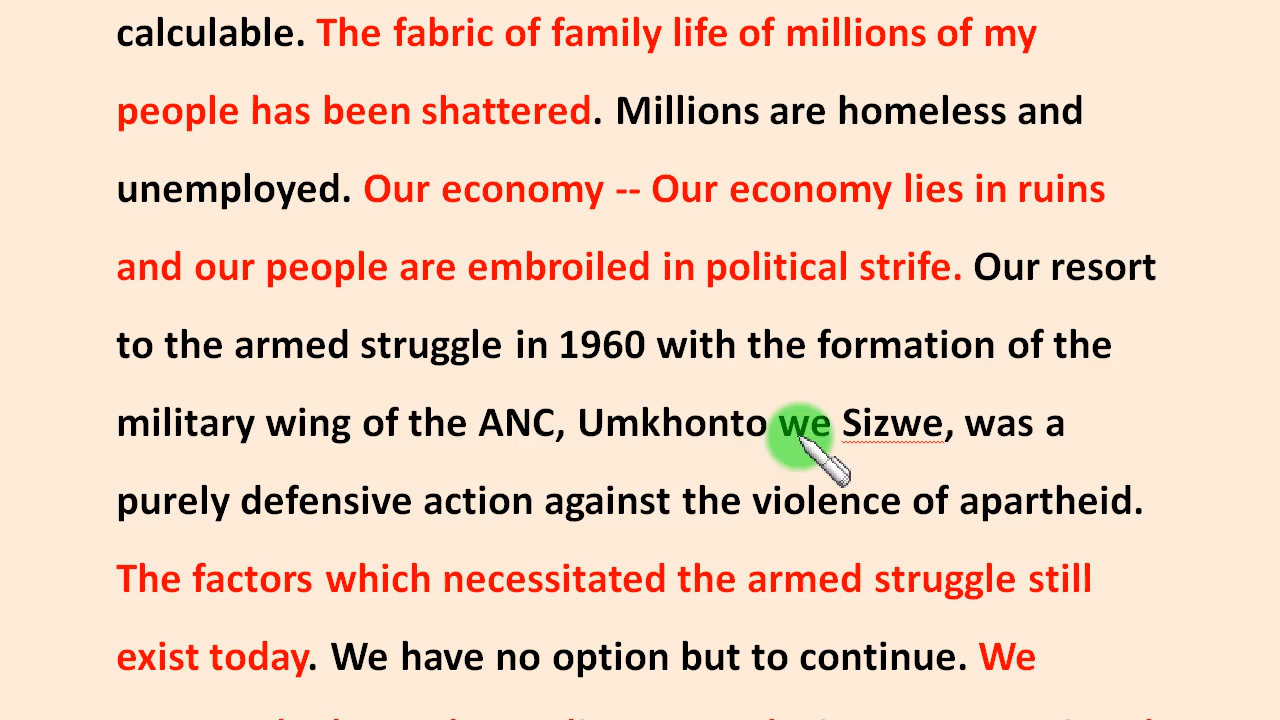 calculable. The fabric of family life of millions of my
people has been shattered. Millions are homeless and
unemployed. Our economy -- Our economy lies in ruins
and our people are embroiled in political strife. Our resort
to the armed struggle in 1960 with the formation of the
military wing of the ANC, Umkhonto we Sizwe, was a
purely defensive action against the violence of apartheid.
The factors which necessitated the armed struggle still
exist today. We have no option but to continue. We